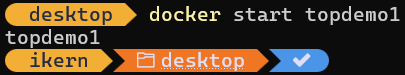 desktop docker start topdemo1
topdemo1
ikern desktop